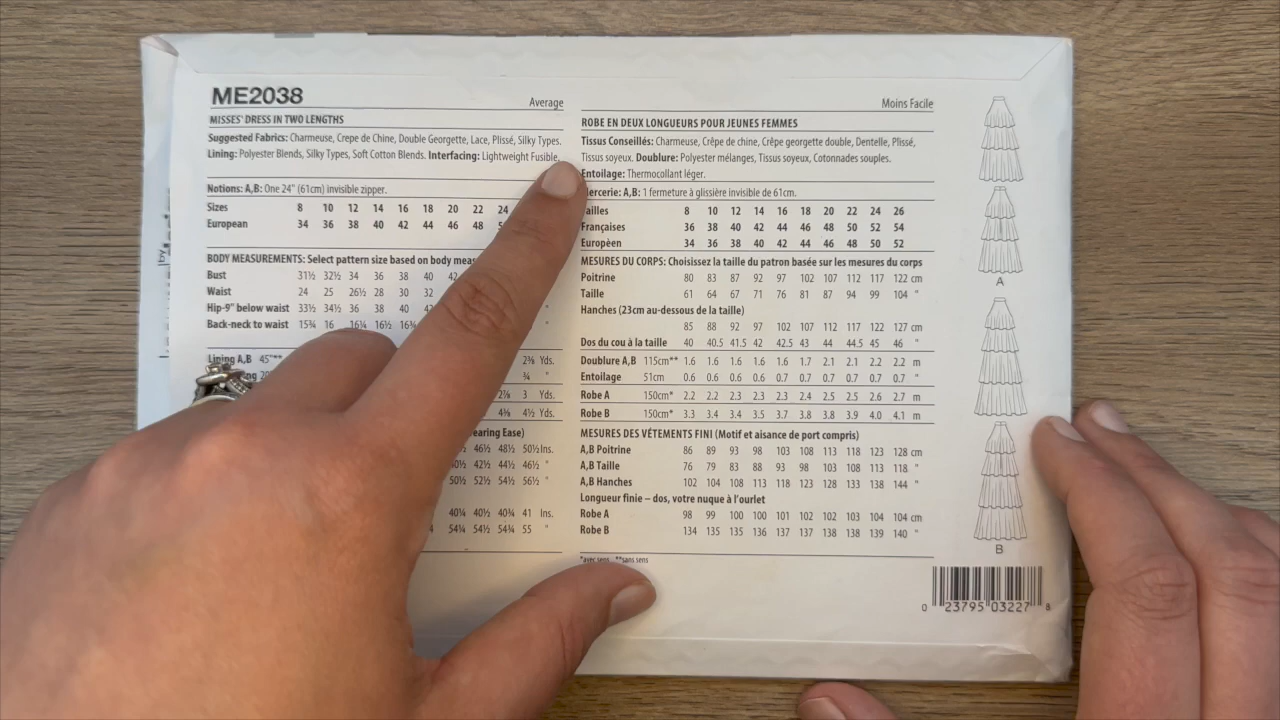 ME2038
Average
MISSES' DRESS IN TWO LENGTHS
Suggested Fabrics: Charmeuse, Crepe de Chine, Double Georgette, Lace, Plissé, Silky Types.
Lining: Polyester Blends, Silky Types, Soft Cotton Blends. Interfacing: Lightweight Fusible.
Notions: A,B: One 24" (61cm) invisible zipper.
Sizes 8 10 12 14 16 18 20 22 24
European 34 36 38 40 42 44 46 48
BODY MEASUREMENTS: Select pattern size based on body
Bust 31½ 32½ 34 36 38 40 42
Waist 24 25 26½ 28 30 32
Hip-9" below waist 33½ 34½ 36 38 40
Back-neck to waist 15¾ 16 16¼ 16½ 16¾
Lining A,B 45"** 2⅜ Yds.
¾ "
2⅞ 3 Yds.
4⅜ 4½ Yds.
Ease)
46½ 48½ 50½ Ins.
42½ 44½ 46½ "
50½ 52½ 54½ 56½ "
40¼ 40½ 40¾ 41 Ins.
54¼ 54½ 54¾ 55 "
Moins Facile
ROBE EN DEUX LONGUEURS POUR JEUNES FEMMES
Tissus Conseillés: Charmeuse, Crêpe de chine, Crêpe georgette double, Dentelle, Plissé,
Tissus soyeux. Doublure: Polyester mélanges, Tissus soyeux, Cotonnades souples.
Entoilage: Thermocollant léger.
A,B: 1 fermeture à glissière invisible de 61cm.
Tailles 8 10 12 14 16 18 20 22 24 26
Françaises 36 38 40 42 44 46 48 50 52 54
Europèen 34 36 38 40 42 44 46 48 50 52
MESURES DU CORPS: Choisissez la taille du patron basée sur les mesures du corps
Poitrine 80 83 87 92 97 102 107 112 117 122 cm
Taille 61 64 67 71 76 81 87 94 99 104 "
Hanches (23cm au-dessous de la taille)
85 88 92 97 102 107 112 117 122 127 cm
Dos du cou à la taille 40 40.5 41.5 42 42.5 43 44 44.5 45 46 "
Doublure A,B 115cm** 1.6 1.6 1.6 1.6 1.6 1.7 2.1 2.1 2.2 2.2 m
Entoilage 51cm 0.6 0.6 0.6 0.6 0.7 0.7 0.7 0.7 0.7 0.7 "
Robe A 150cm* 2.2 2.2 2.3 2.3 2.3 2.4 2.5 2.5 2.6 2.7 m
Robe B 150cm* 3.3 3.4 3.4 3.5 3.7 3.8 3.8 3.9 4.0 4.1 m
MESURES DES VÉTEMENTS FINI (Motif et aisance de port compris)
A,B Poitrine 86 89 93 98 103 108 113 118 123 128 cm
A,B Taille 76 79 83 88 93 98 103 108 113 118 "
A,B Hanches 102 104 108 113 118 123 128 133 138 144 "
Longueur finie – dos, votre nuque à l'ourlet
Robe A 98 99 100 100 101 102 102 103 104 104 cm
Robe B 134 135 135 136 137 137 138 138 139 140 "
*avec sens **sans sens
A
B
0 23795 03227 8